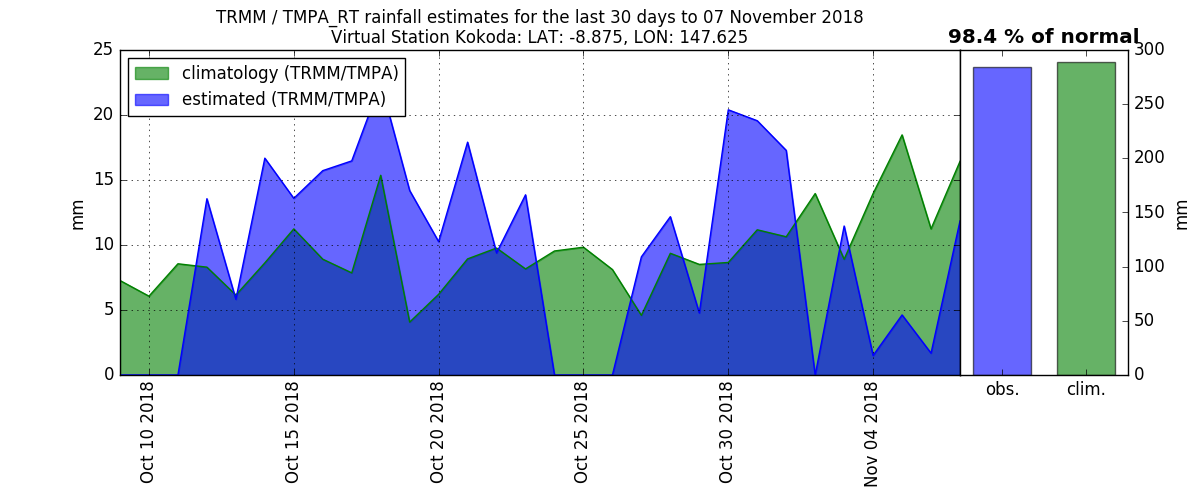 TRMM / TMPA_RT rainfall estimates for the last 30 days to 07 November 2018
Virtual Station Kokoda: LAT: -8.875, LON: 147.625
98.4 % of normal
climatology (TRMM/TMPA)
estimated (TRMM/TMPA)
25
20
15
10
5
0
mm
Oct 10 2018
Oct 15 2018
Oct 20 2018
Oct 25 2018
Oct 30 2018
Nov 04 2018
obs.
clim.
300
250
200
150
100
50
0
mm